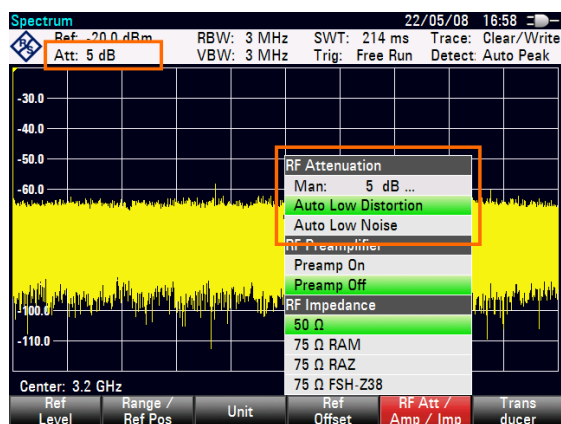 Spectrum 22/05/08 16:58
Ref: -20.0 dBm RBW: 3 MHz SWT: 214 ms Trace: Clear/Write
Att: 5 dB VBW: 3 MHz Trig: Free Run Detect: Auto Peak
-30.0
-40.0
-50.0
-60.0
-100.0
-110.0
RF Attenuation
Man: 5 dB ...
Auto Low Distortion
Auto Low Noise
RF Preamplifier
Preamp On
Preamp Off
RF Impedance
50 Ω
75 Ω RAM
75 Ω RAZ
75 Ω FSH-Z38
Center: 3.2 GHz
Ref Level
Range / Ref Pos
Unit
Ref Offset
RF Att / Amp / Imp
Trans ducer